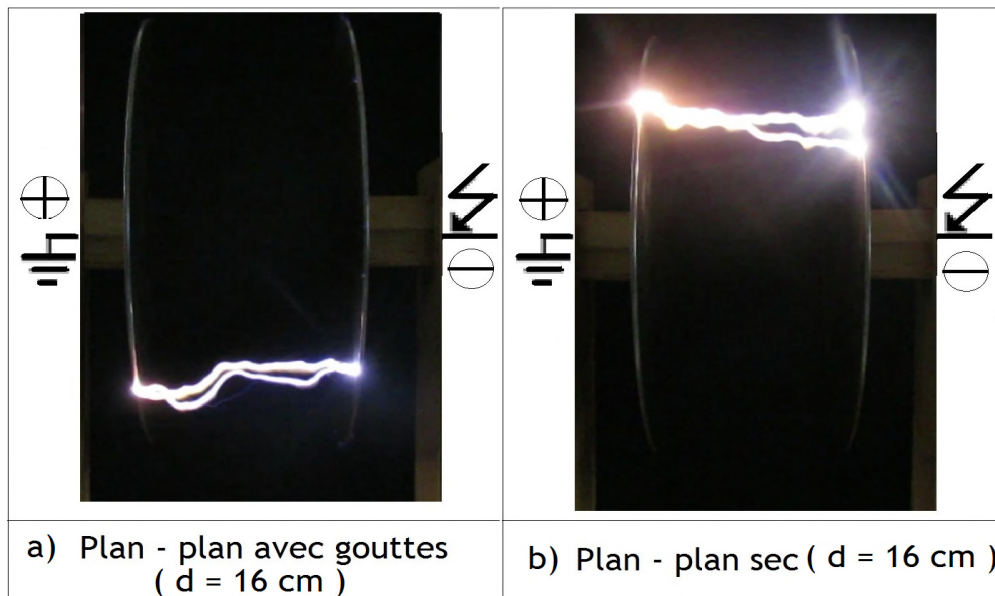 a) Plan - plan avec gouttes
( d = 16 cm )
b) Plan - plan sec ( d = 16 cm )